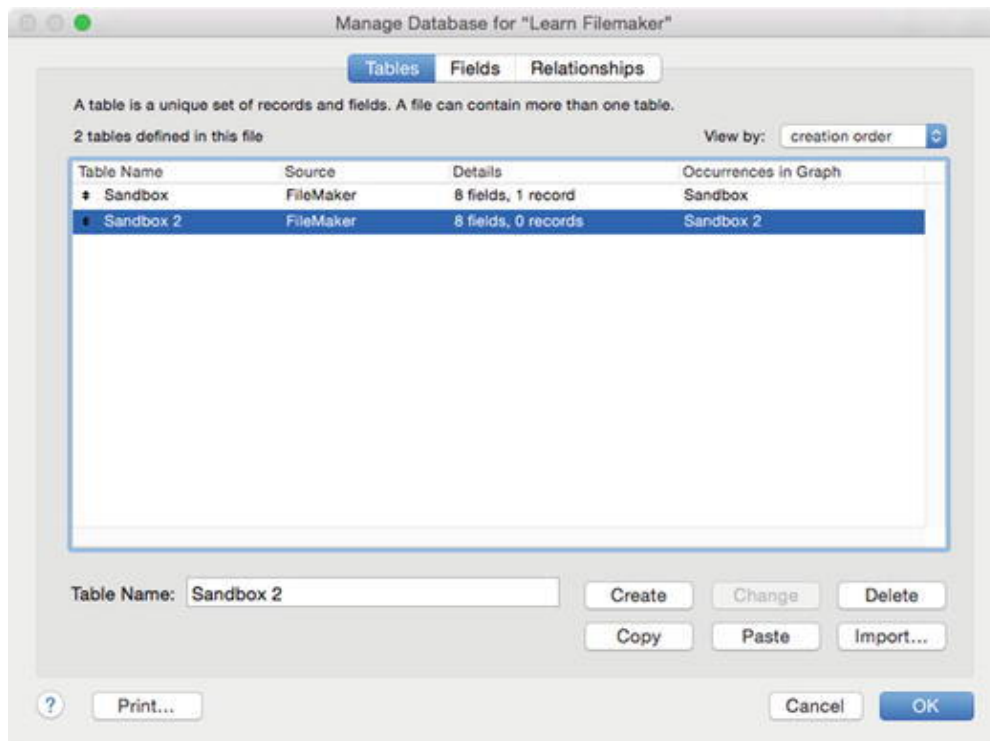 Manage Database for "Learn Filemaker"
Tables Fields Relationships
A table is a unique set of records and fields. A file can contain more than one table.
2 tables defined in this file View by: creation order
Table Name Source Details Occurrences in Graph
Sandbox FileMaker 8 fields, 1 record Sandbox
Sandbox 2 FileMaker 8 fields, 0 records Sandbox 2
Table Name: Sandbox 2 Create Change Delete
Copy Paste Import...
? Print... Cancel OK